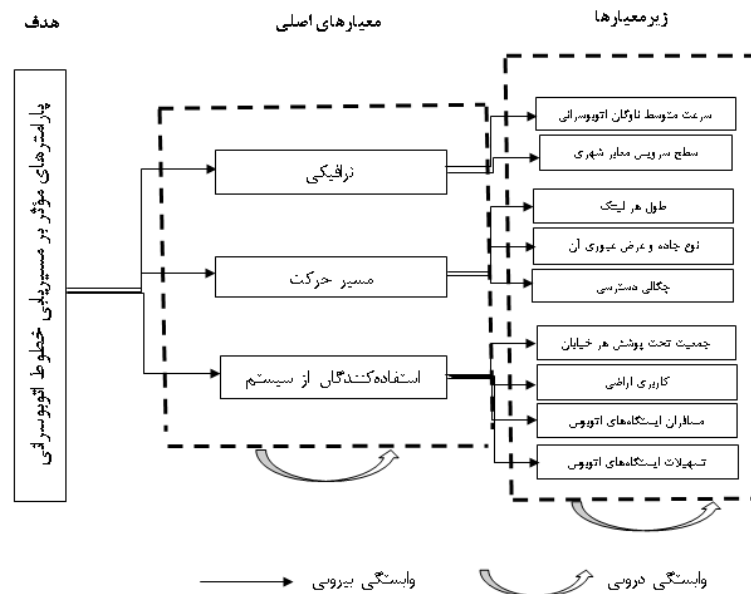 زیرمعیارها
معیارهای اصلی
هدف
پارامترهای مؤثر بر مسیریابی خطوط اتوبوسرانی
ترافیکی
مسیر حرکت
استفاده‌کنندگان از سیستم
سرعت متوسط ناوگان اتوبوسرانی
سطح سرویس معابر شهری
طول هر لینک
نوع جاده و عرض عبوری آن
چگالی دسترسی
جمعیت تحت پوشش هر خیابان
کاربری اراضی
مسافران ایستگاه‌های اتوبوس
تسهیلات ایستگاه‌های اتوبوس
وابستگی درونی
وابستگی بیرونی